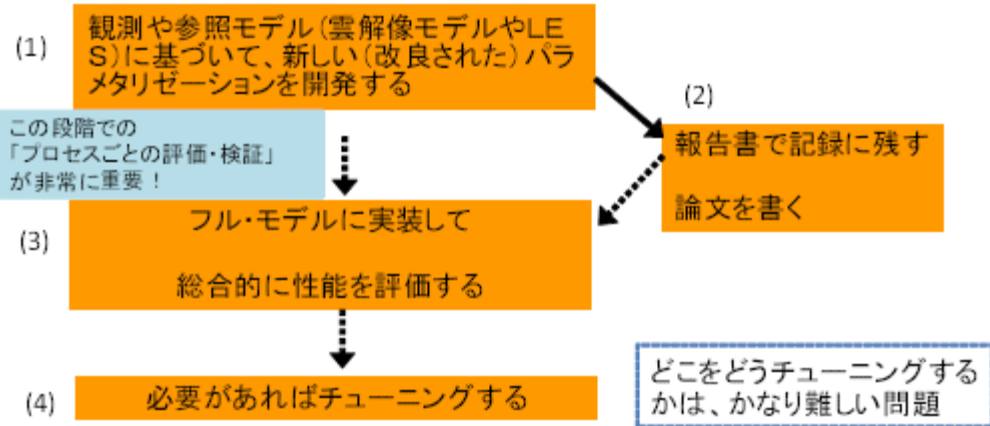 (1)
観測や参照モデル(雲解像モデルやLE
S)に基づいて、新しい(改良された)パラ
メタリゼーションを開発する
(2)
この段階での
「プロセスごとの評価・検証」
が非常に重要!
報告書で記録に残す
論文を書く
(3)
フル・モデルに実装して
総合的に性能を評価する
(4)
必要があればチューニングする
どこをどうチューニングする
かは、かなり難しい問題